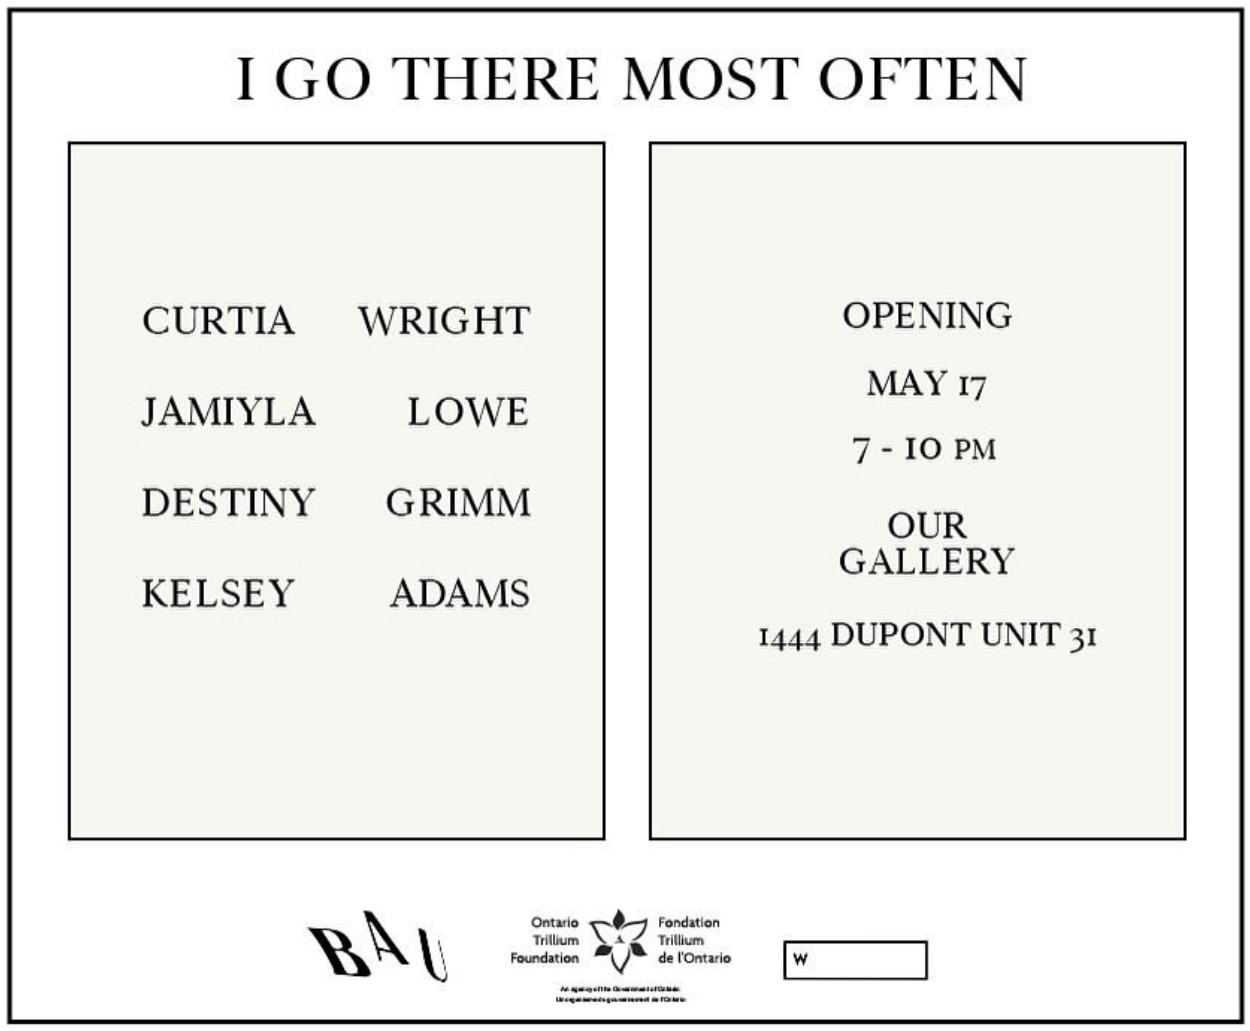 I GO THERE MOST OFTEN
CURTIA WRIGHT
JAMIYLA LOWE
DESTINY GRIMM
KELSEY ADAMS
OPENING
MAY 17
7 - 10 PM
OUR
GALLERY
1444 DUPONT UNIT 31
BAU
Ontario
Trillium
Foundation
Fondation
Trillium
de l'Ontario
An agency of the Government of Ontario
Un organisme du gouvernement de l'Ontario
W